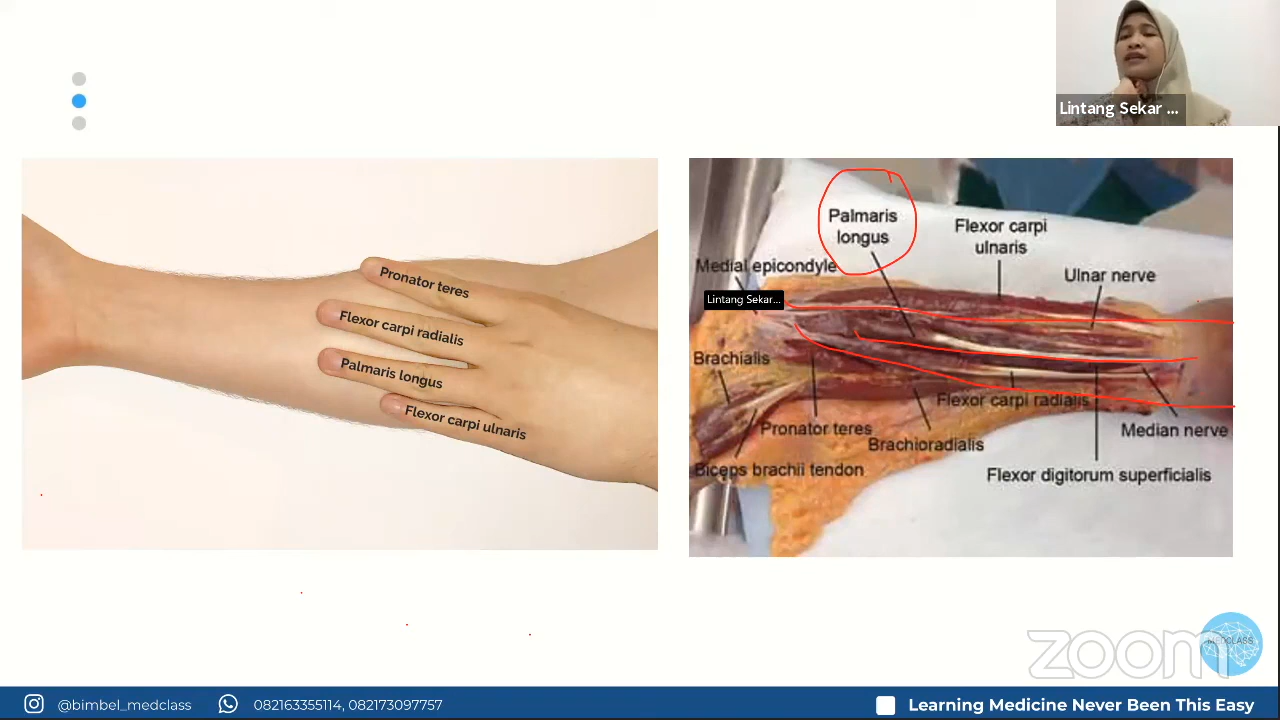 Lintang Sekar ...
Pronator teres
Flexor carpi radialis
Palmaris longus
Flexor carpi ulnaris
Palmaris
longus
Flexor carpi
ulnaris
Medial epicondyle
Ulnar nerve
Lintang Sekar...
Brachialis
Flexor carpi radialis
Pronator teres
Brachioradialis
Median nerve
Biceps brachii tendon
Flexor digitorum superficialis
zoom
MEDCLASS
@bimbel_medclass
082163355114, 082173097757
Learning Medicine Never Been This Easy